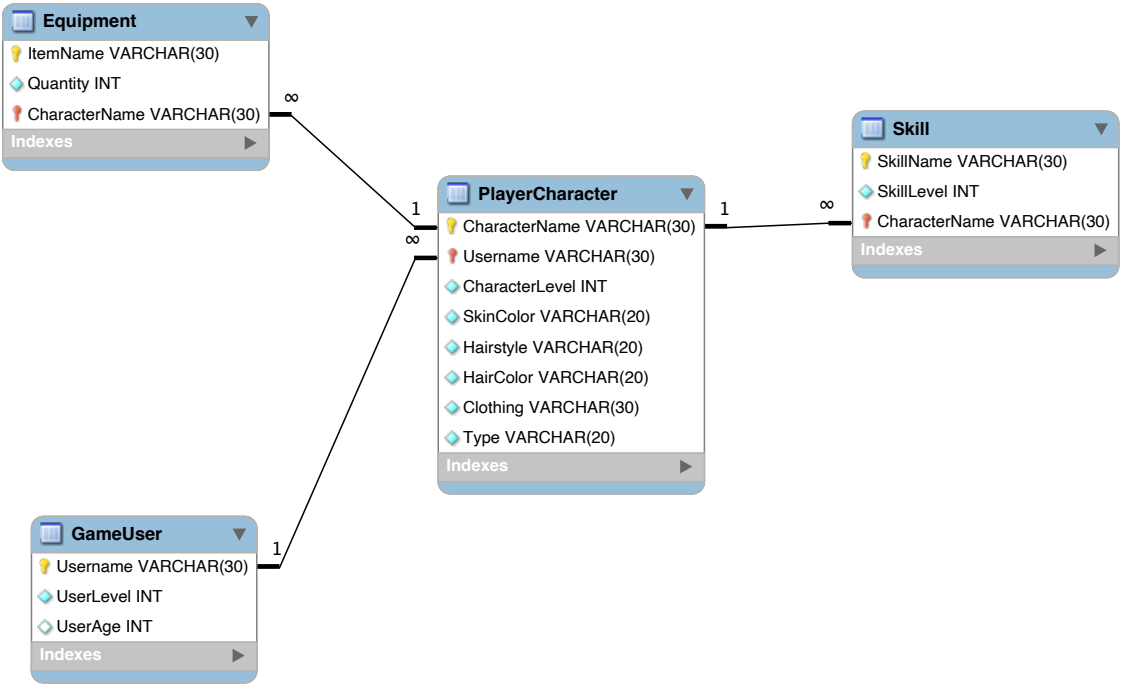 Equipment
ItemName VARCHAR(30)
Quantity INT
CharacterName VARCHAR(30)
Indexes
∞
1
∞
PlayerCharacter
CharacterName VARCHAR(30)
Username VARCHAR(30)
CharacterLevel INT
SkinColor VARCHAR(20)
Hairstyle VARCHAR(20)
HairColor VARCHAR(20)
Clothing VARCHAR(30)
Type VARCHAR(20)
Indexes
1
∞
Skill
SkillName VARCHAR(30)
SkillLevel INT
CharacterName VARCHAR(30)
Indexes
GameUser
Username VARCHAR(30)
UserLevel INT
UserAge INT
Indexes
1